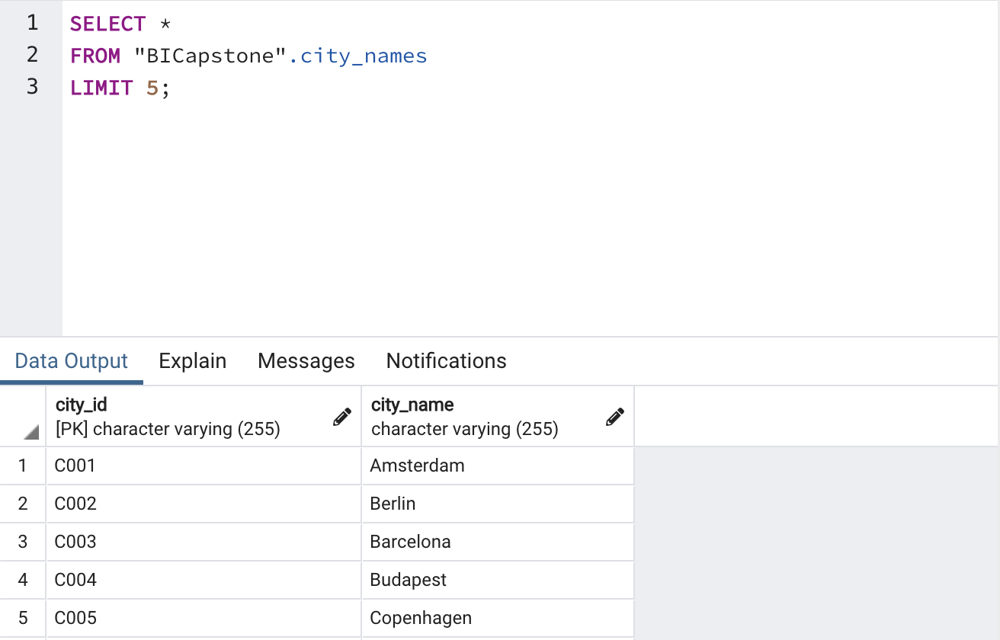 1 SELECT *
2 FROM "BICapstone".city_names
3 LIMIT 5;
Data Output Explain Messages Notifications
city_id city_name
[PK] character varying (255) character varying (255)
1 C001 Amsterdam
2 C002 Berlin
3 C003 Barcelona
4 C004 Budapest
5 C005 Copenhagen